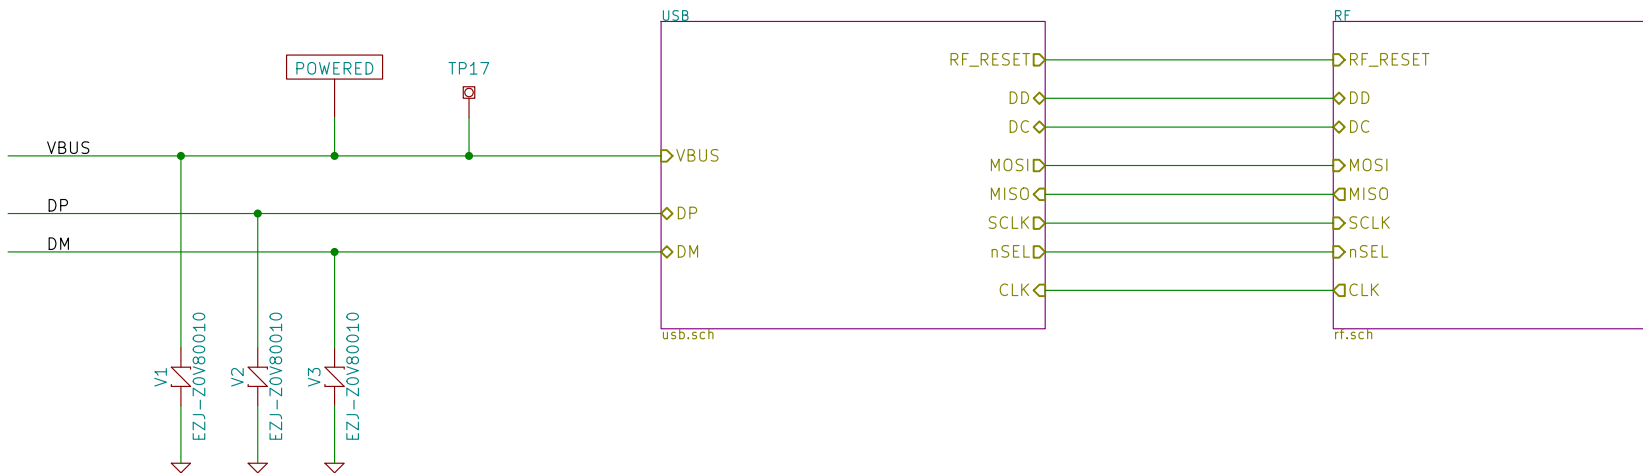 USB
RF
POWERED
TP17
RF_RESET
RF_RESET
DD
DD
DC
DC
VBUS
VBUS
MOSI
MOSI
MISO
MISO
DP
DP
SCLK
SCLK
DM
DM
nSEL
nSEL
CLK
CLK
usb.sch
rf.sch
V1
EZJ-Z0V80010
V2
EZJ-Z0V80010
V3
EZJ-Z0V80010